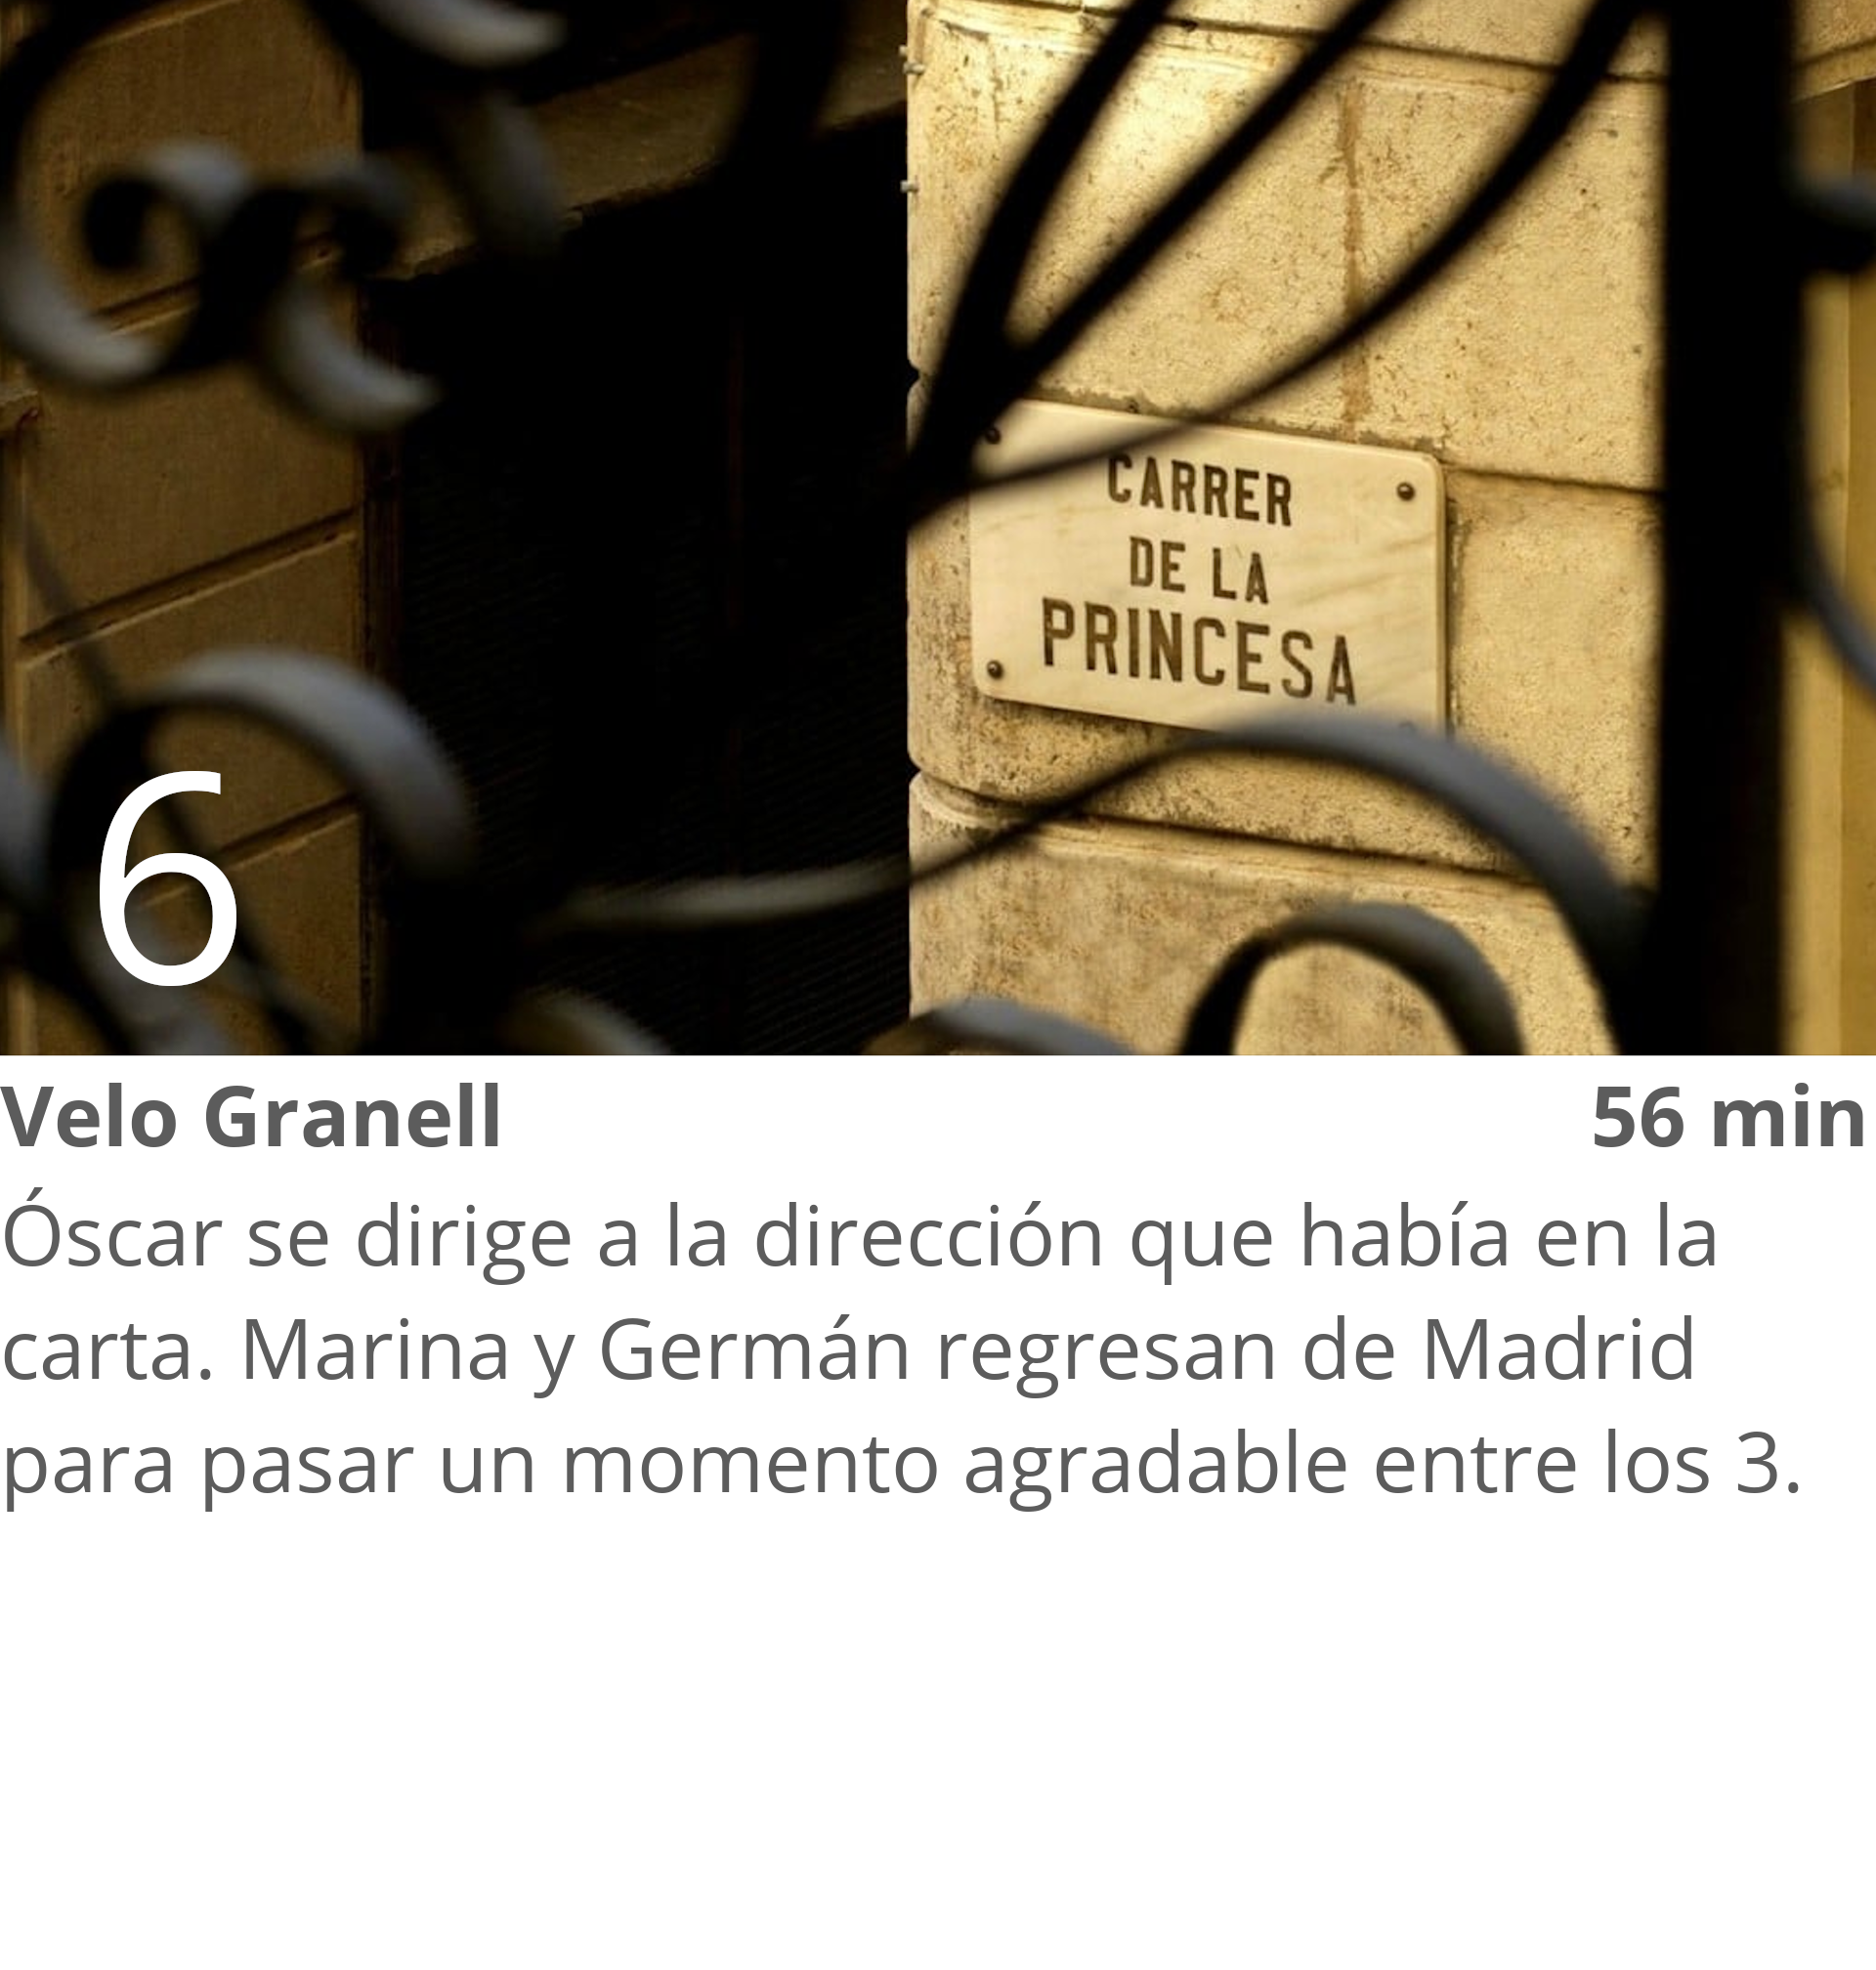 CARRER
DE LA
PRINCESA
6
Velo Granell 56 min
Óscar se dirige a la dirección que había en la
carta. Marina y Germán regresan de Madrid
para pasar un momento agradable entre los 3.